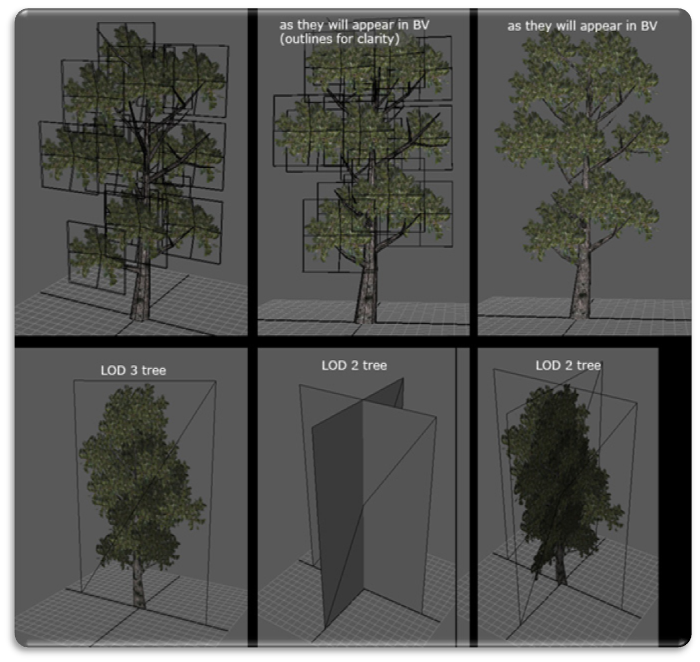 as they will appear in BV
(outlines for clarity)
as they will appear in BV
LOD 3 tree
LOD 2 tree
LOD 2 tree